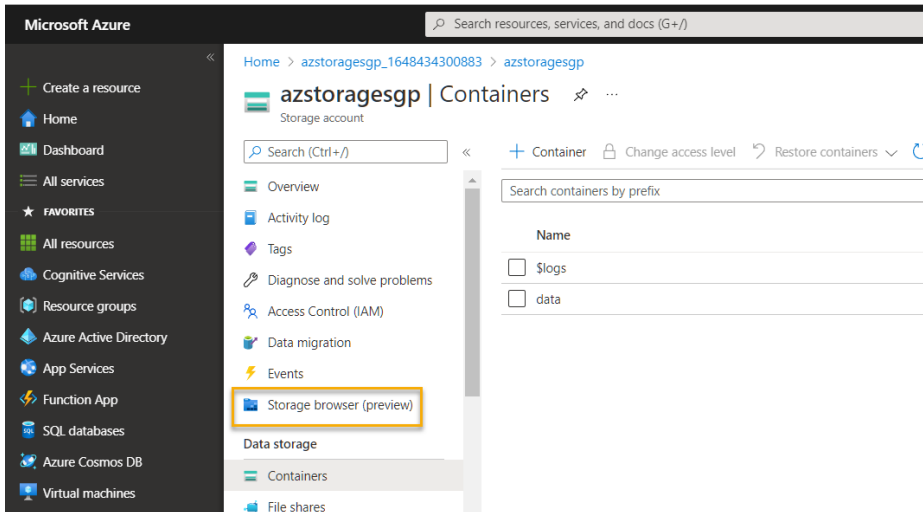 Microsoft Azure
Search resources, services, and docs (G+/)
Create a resource
Home
Dashboard
All services
FAVORITES
All resources
Cognitive Services
Resource groups
Azure Active Directory
App Services
Function App
SQL databases
Azure Cosmos DB
Virtual machines
Home > azstoragesgp_1648434300883 > azstoragesgp
azstoragesgp | Containers
Storage account
Search (Ctrl+/)
Overview
Activity log
Tags
Diagnose and solve problems
Access Control (IAM)
Data migration
Events
Storage browser (preview)
Data storage
Containers
File shares
Container Change access level Restore containers
Search containers by prefix
Name
$logs
data